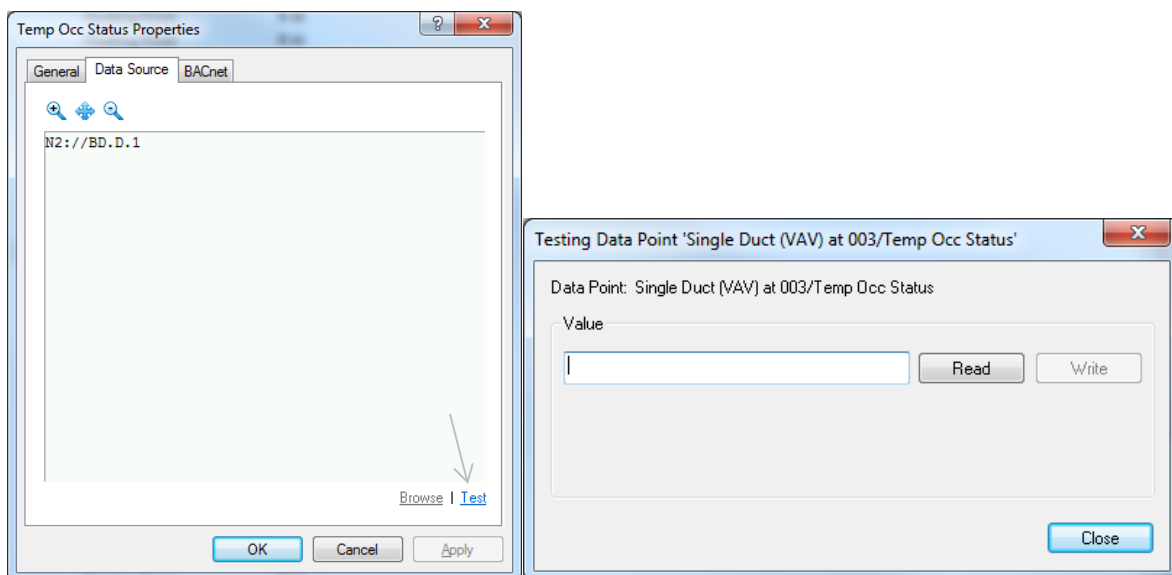 Temp Occ Status Properties
General Data Source BACnet
N2://BD.D.1
Browse | Test
OK Cancel Apply
Testing Data Point 'Single Duct (VAV) at 003/Temp Occ Status'
Data Point: Single Duct (VAV) at 003/Temp Occ Status
Value
Read Write
Close